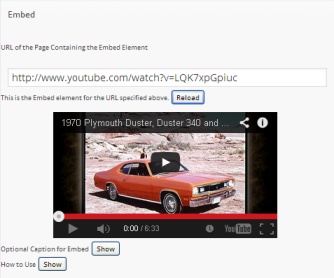 Embed
URL of the Page Containing the Embed Element
http://www.youtube.com/watch?v=LQK7xpGpiuc
This is the Embed element for the URL specified above. Reload
1970 Plymouth Duster, Duster 340 and ...
0:00 / 6:33 YouTube
Optional Caption for Embed Show
How to Use Show